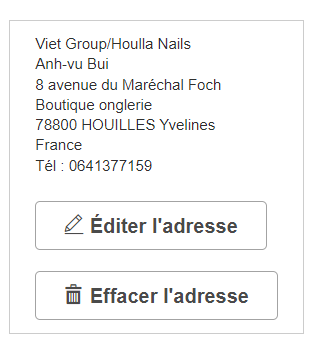 Viet Group/Houlla Nails
Anh-vu Bui
8 avenue du Maréchal Foch
Boutique onglerie
78800 HOUILLES Yvelines
France
Tél : 0641377159
Éditer l'adresse
Effacer l'adresse